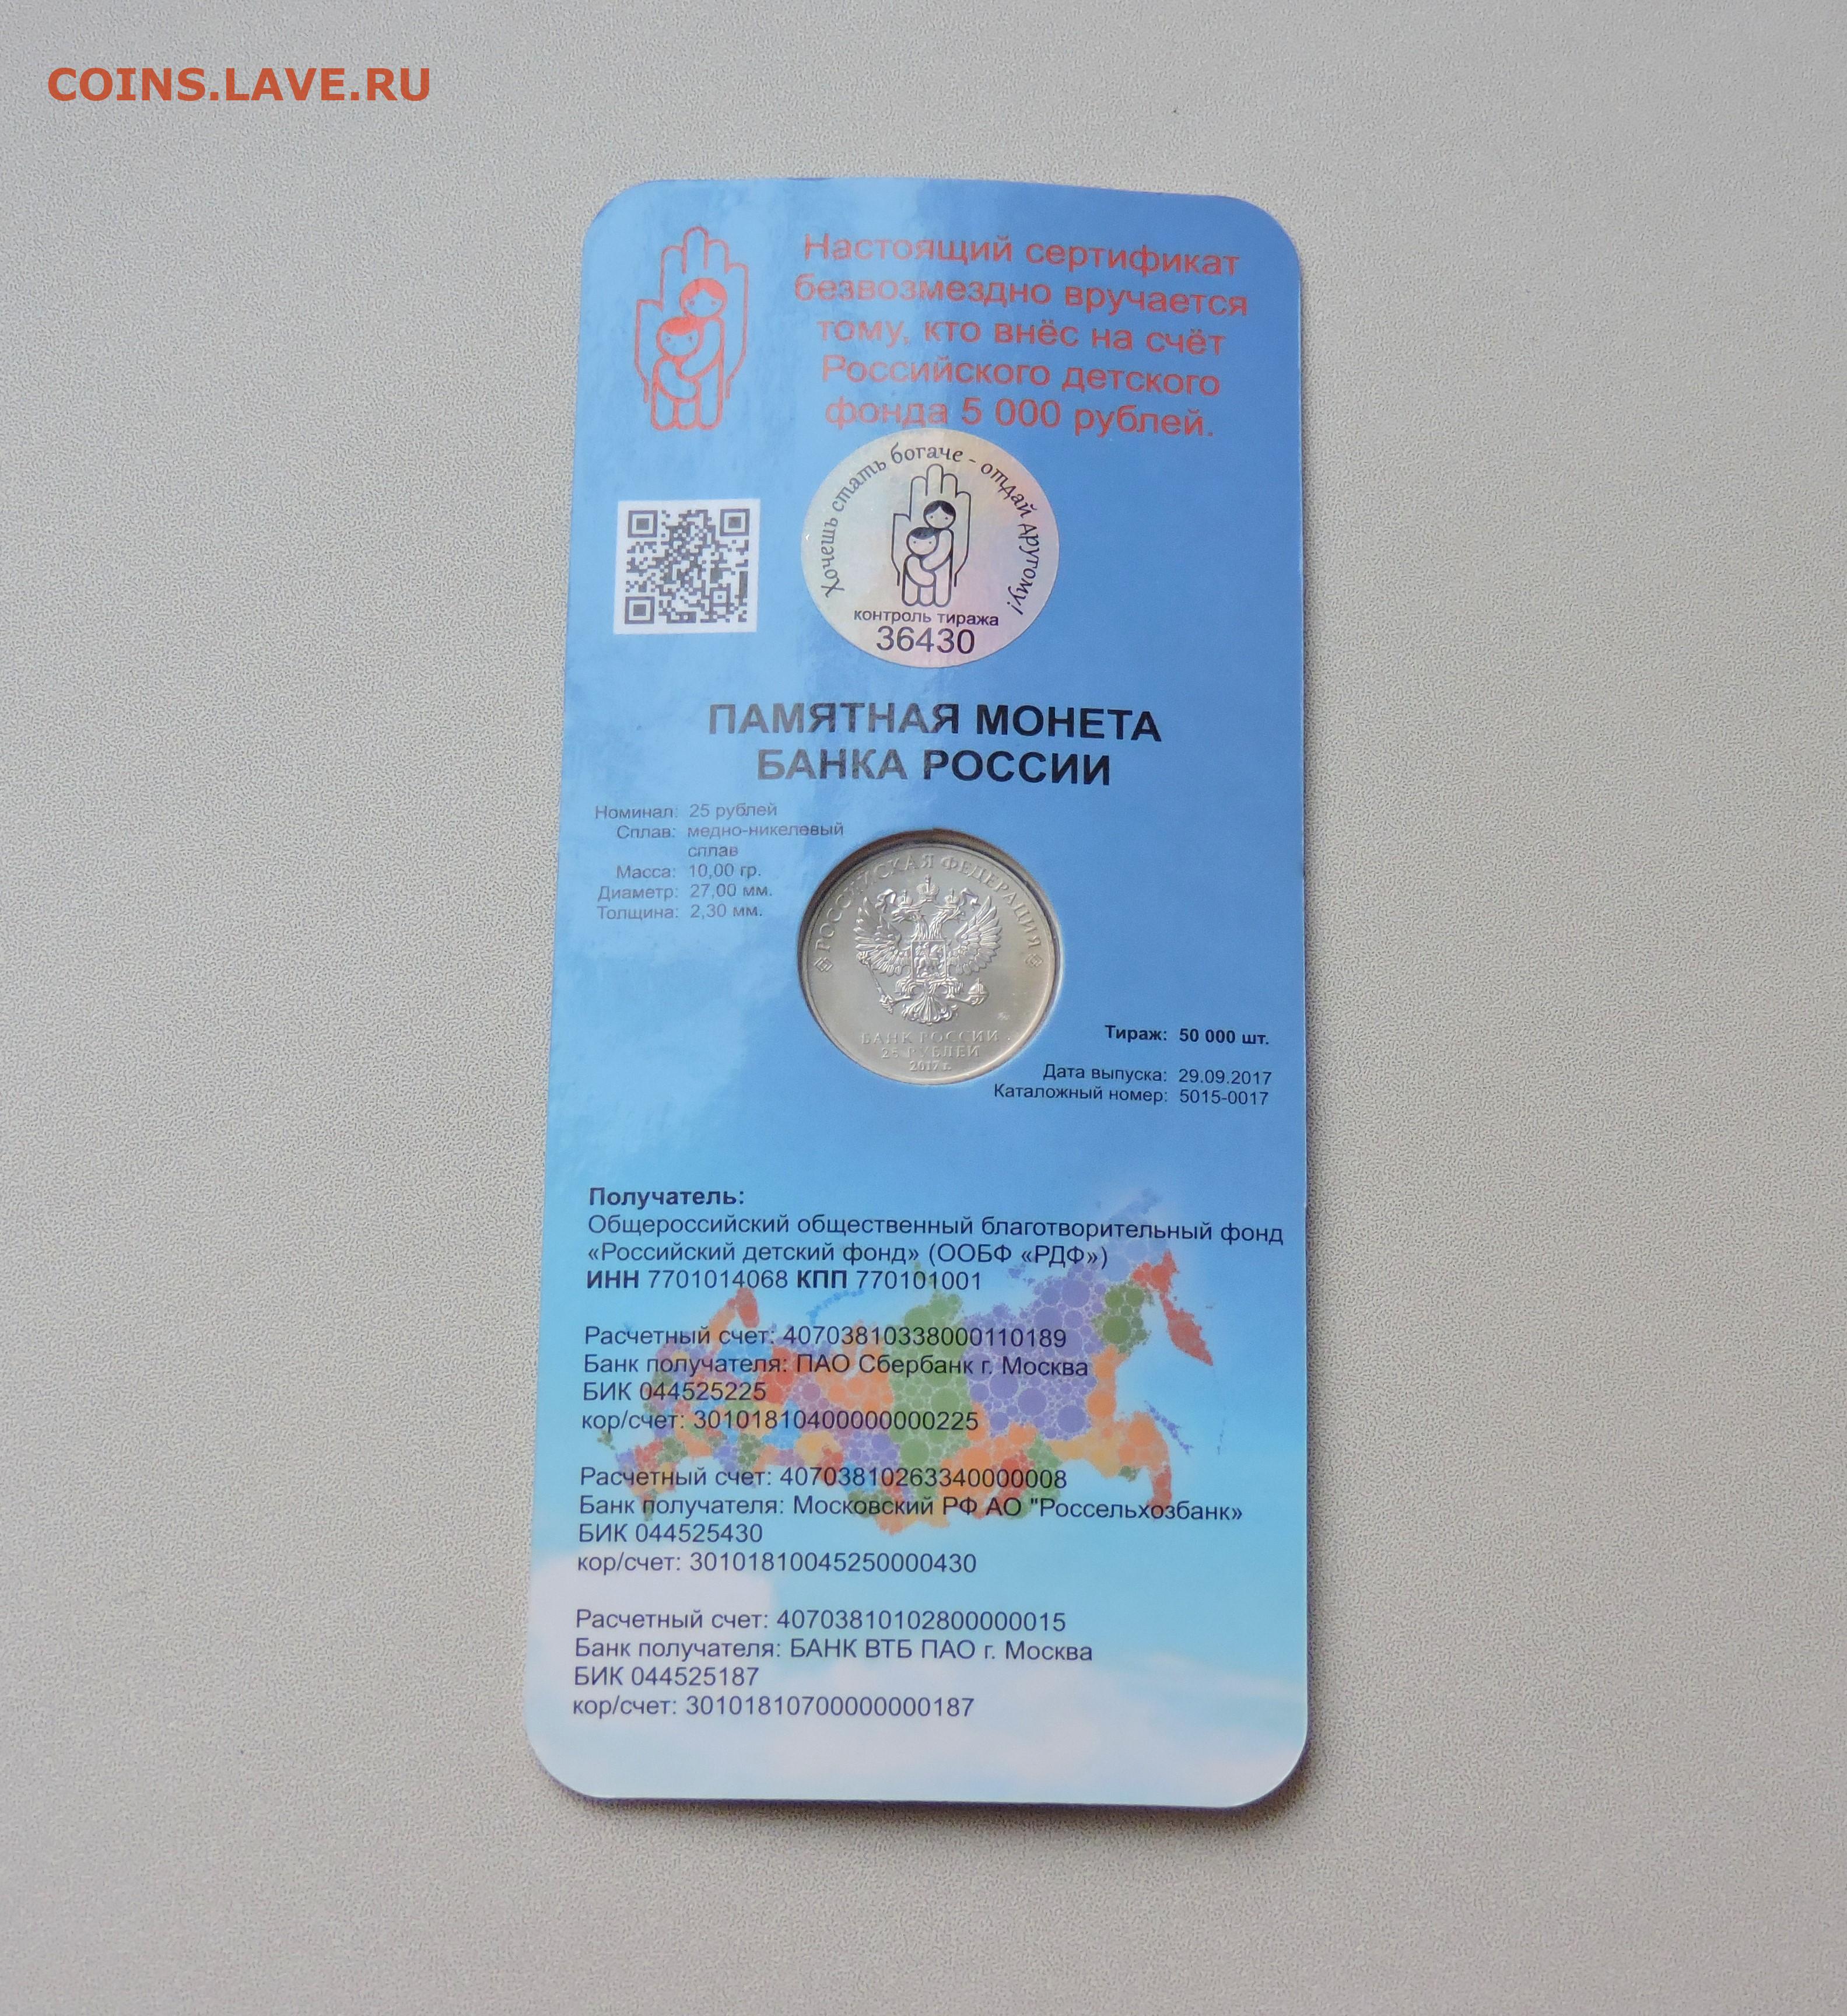 COINS.LAVE.RU
Настоящий сертификат
безвозмездно вручается
тому, кто внёс на счёт
Российского детского
фонда 5 000 рублей.
Хочешь стать богаче - отдай другому!
контроль тиража
36430
ПАМЯТНАЯ МОНЕТА
БАНКА РОССИИ
Номинал: 25 рублей
Сплав: медно-никелевый
сплав
Масса: 10,00 гр.
Диаметр: 27,00 мм.
Толщина: 2,30 мм.
РОССИЙСКАЯ ФЕДЕРАЦИЯ
БАНК РОССИИ
25 РУБЛЕЙ
2017 г.
Тираж: 50 000 шт.
Дата выпуска: 29.09.2017
Каталожный номер: 5015-0017
Получатель:
Общероссийский общественный благотворительный фонд
«Российский детский фонд» (ООБФ «РДФ»)
ИНН 7701014068 КПП 770101001
Расчетный счет: 40703810338000110189
Банк получателя: ПАО Сбербанк г. Москва
БИК 044525225
кор/счет: 30101810400000000225
Расчетный счет: 40703810263340000008
Банк получателя: Московский РФ АО "Россельхозбанк»
БИК 044525430
кор/счет: 30101810045250000430
Расчетный счет: 40703810102800000015
Банк получателя: БАНК ВТБ ПАО г. Москва
БИК 044525187
кор/счет: 30101810700000000187